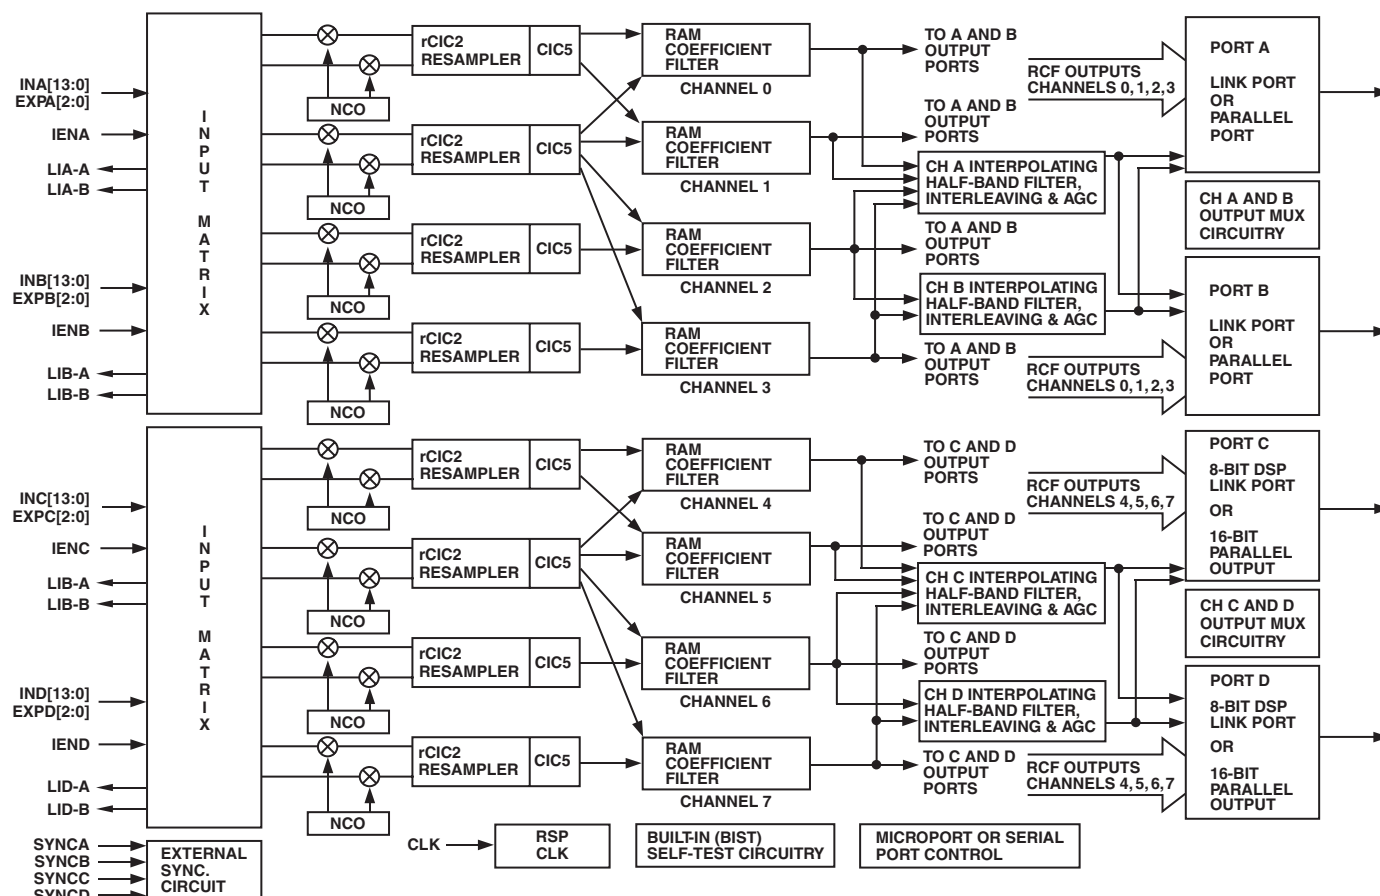 INA[13:0]
EXPA[2:0]
IENA
LIA-A
LIA-B
INB[13:0]
EXPB[2:0]
IENB
LIB-A
LIB-B
INPUT MATRIX
NCO
NCO
NCO
NCO
rCIC2
RESAMPLER
CIC5
rCIC2
RESAMPLER
CIC5
rCIC2
RESAMPLER
CIC5
rCIC2
RESAMPLER
CIC5
RAM
COEFFICIENT
FILTER
CHANNEL 0
RAM
COEFFICIENT
FILTER
CHANNEL 1
RAM
COEFFICIENT
FILTER
CHANNEL 2
RAM
COEFFICIENT
FILTER
CHANNEL 3
TO A AND B
OUTPUT
PORTS
TO A AND B
OUTPUT
PORTS
CH A INTERPOLATING
HALF-BAND FILTER,
INTERLEAVING & AGC
TO A AND B
OUTPUT
PORTS
CH B INTERPOLATING
HALF-BAND FILTER,
INTERLEAVING & AGC
TO A AND B
OUTPUT
PORTS
RCF OUTPUTS
CHANNELS 0, 1, 2, 3
RCF OUTPUTS
CHANNELS 0, 1, 2, 3
PORT A
LINK PORT
OR
PARALLEL
PORT
CH A AND B
OUTPUT MUX
CIRCUITRY
PORT B
LINK PORT
OR
PARALLEL
PORT
INC[13:0]
EXPC[2:0]
IENC
LIB-A
LIB-B
IND[13:0]
EXPD[2:0]
IEND
LID-A
LID-B
INPUT MATRIX
NCO
NCO
NCO
NCO
rCIC2
RESAMPLER
CIC5
rCIC2
RESAMPLER
CIC5
rCIC2
RESAMPLER
CIC5
rCIC2
RESAMPLER
CIC5
RAM
COEFFICIENT
FILTER
CHANNEL 4
RAM
COEFFICIENT
FILTER
CHANNEL 5
RAM
COEFFICIENT
FILTER
CHANNEL 6
RAM
COEFFICIENT
FILTER
CHANNEL 7
TO C AND D
OUTPUT
PORTS
TO C AND D
OUTPUT
PORTS
CH C INTERPOLATING
HALF-BAND FILTER,
INTERLEAVING & AGC
TO C AND D
OUTPUT
PORTS
CH D INTERPOLATING
HALF-BAND FILTER,
INTERLEAVING & AGC
TO C AND D
OUTPUT
PORTS
RCF OUTPUTS
CHANNELS 4, 5, 6, 7
RCF OUTPUTS
CHANNELS 4, 5, 6, 7
PORT C
8-BIT DSP
LINK PORT
OR
16-BIT
PARALLEL
OUTPUT
CH C AND D
OUTPUT MUX
CIRCUITRY
PORT D
8-BIT DSP
LINK PORT
OR
16-BIT
PARALLEL
OUTPUT
SYNCA
SYNCB
SYNCC
SYNCD
EXTERNAL
SYNC.
CIRCUIT
CLK
RSP
CLK
BUILT-IN (BIST)
SELF-TEST CIRCUITRY
MICROPORT OR SERIAL
PORT CONTROL